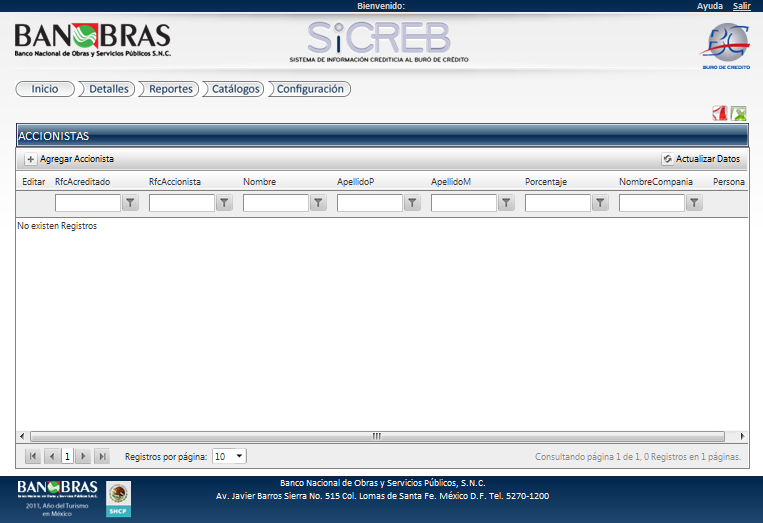 Bienvenido:
Ayuda Salir
BANOBRAS
Banco Nacional de Obras y Servicios Públicos S.N.C.
SiCREB
SISTEMA DE INFORMACIÓN CREDITICIA AL BURÓ DE CRÉDITO
BC
BURÓ DE CRÉDITO
Inicio Detalles Reportes Catálogos Configuración
ACCIONISTAS
Agregar Accionista Actualizar Datos
Editar RfcAcreditado RfcAccionista Nombre ApellidoP ApellidoM Porcentaje NombreCompania Persona
No existen Registros
1 Registros por página: 10 Consultando página 1 de 1, 0 Registros en 1 páginas.
BANOBRAS
Banco Nacional de Obras y Servicios Públicos S.N.C.
2011, Año del Turismo
en México
SHCP
Banco Nacional de Obras y Servicios Públicos, S.N.C.
Av. Javier Barros Sierra No. 515 Col. Lomas de Santa Fe. México D.F. Tel. 5270-1200